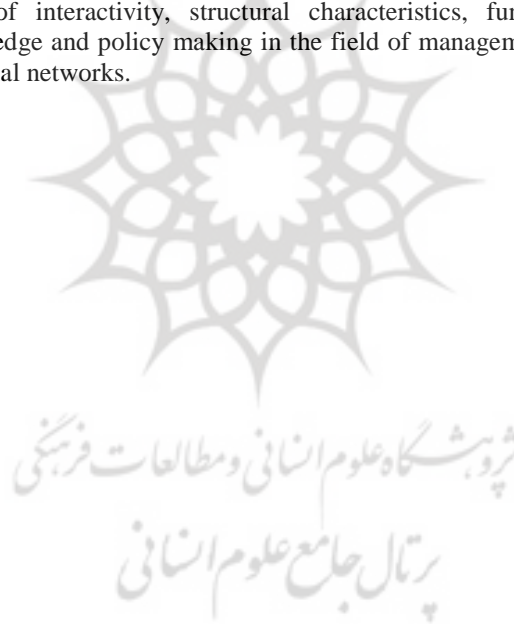 of interactivity, structural characteristics, fun
edge and policy making in the field of managem
al networks.
پژوهشگاه علوم انسانی و مطالعات فرهنگی
پرتال جامع علوم انسانی